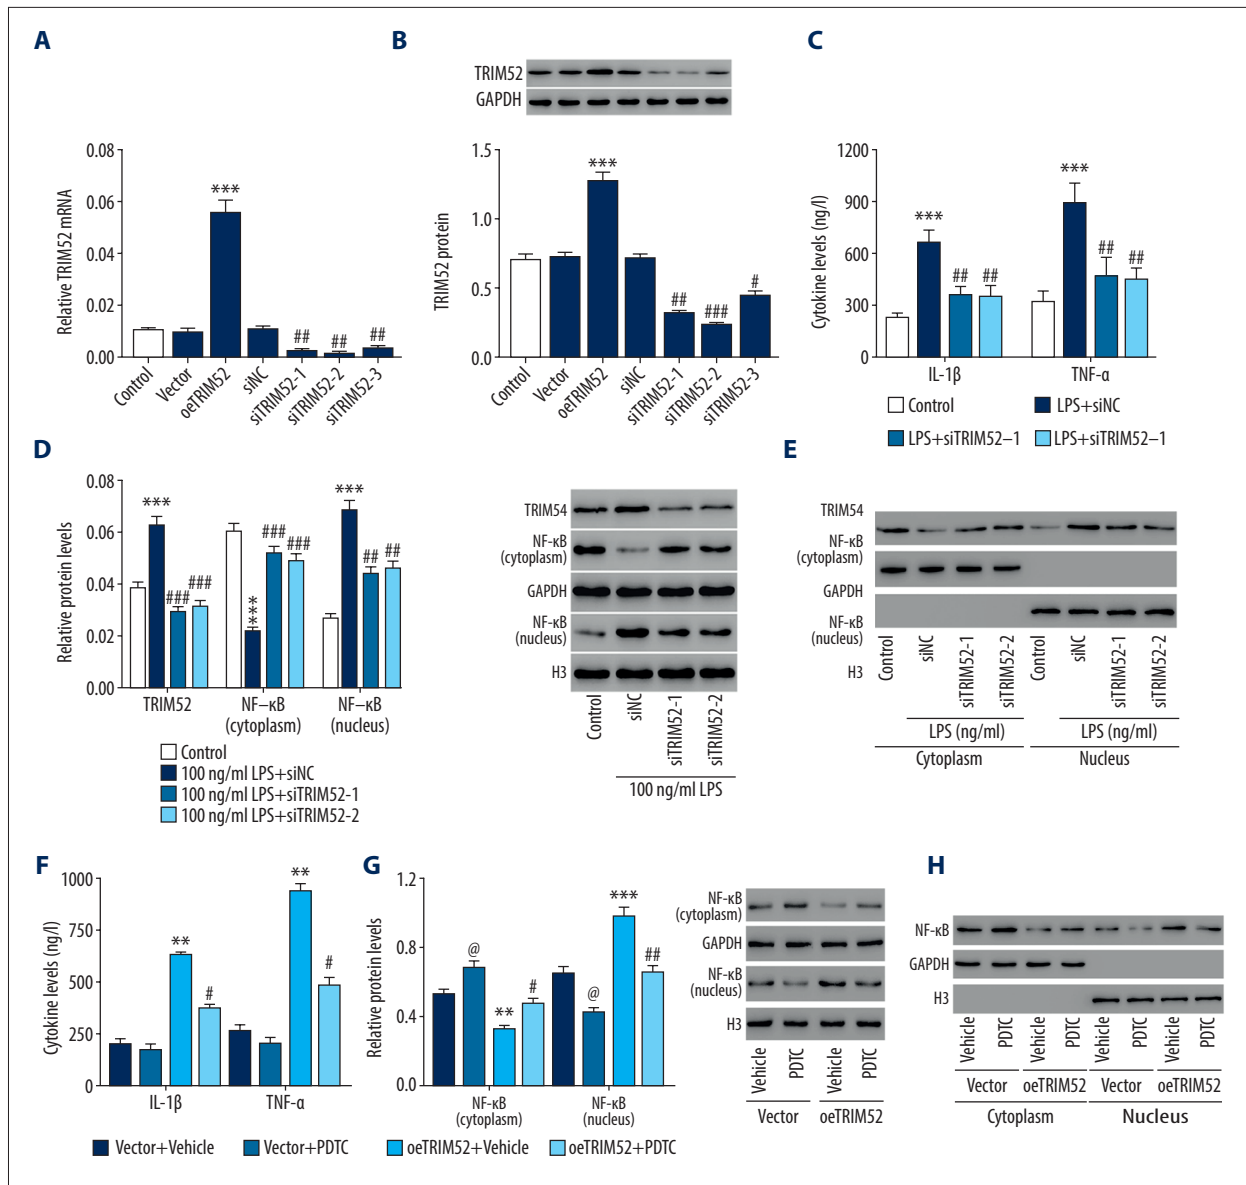 A
B
C
TRIM52
GAPDH
Relative TRIM52 mRNA
0.08
0.06
0.04
0.02
0.00
***
##
##
##
Control
Vector
oeTRIM52
siNC
siTRIM52-1
siTRIM52-2
siTRIM52-3
TRIM52 protein
1.5
1.0
0.5
0.0
***
##
###
#
Control
Vector
oeTRIM52
siNC
siTRIM52-1
siTRIM52-2
siTRIM52-3
Cytokine levels (ng/l)
1200
900
600
300
0
***
##
##
***
##
##
IL-1β
TNF-α
Control
LPS+siNC
LPS+siTRIM52–1
LPS+siTRIM52–1
D
Relative protein levels
0.08
0.06
0.04
0.02
0.00
***
###
###
***
###
###
***
##
##
TRIM52
NF–κB
(cytoplasm)
NF–κB
(nucleus)
Control
100 ng/ml LPS+siNC
100 ng/ml LPS+siTRIM52-1
100 ng/ml LPS+siTRIM52-2
TRIM54
NF-κB
(cytoplasm)
GAPDH
NF-κB
(nucleus)
H3
Control
siNC
siTRIM52-1
siTRIM52-2
100 ng/ml LPS
E
TRIM54
NF-κB
(cytoplasm)
GAPDH
NF-κB
(nucleus)
H3
Control
siNC
siTRIM52-1
siTRIM52-2
Control
siNC
siTRIM52-1
siTRIM52-2
LPS (ng/ml)
LPS (ng/ml)
Cytoplasm
Nucleus
F
Cytokine levels (ng/l)
1000
750
500
250
0
**
#
**
#
IL-1β
TNF-α
G
Relative protein levels
1.2
0.8
0.4
0.0
@
**
#
@
***
##
NF-κB
(cytoplasm)
NF-κB
(nucleus)
Vector+Vehicle
Vector+PDTC
oeTRIM52+Vehicle
oeTRIM52+PDTC
NF-κB
(cytoplasm)
GAPDH
NF-κB
(nucleus)
H3
Vehicle
PDTC
Vehicle
PDTC
Vector
oeTRIM52
H
NF-κB
GAPDH
H3
Vehicle
PDTC
Vehicle
PDTC
Vehicle
PDTC
Vehicle
PDTC
Vector
oeTRIM52
Vector
oeTRIM52
Cytoplasm
Nucleus